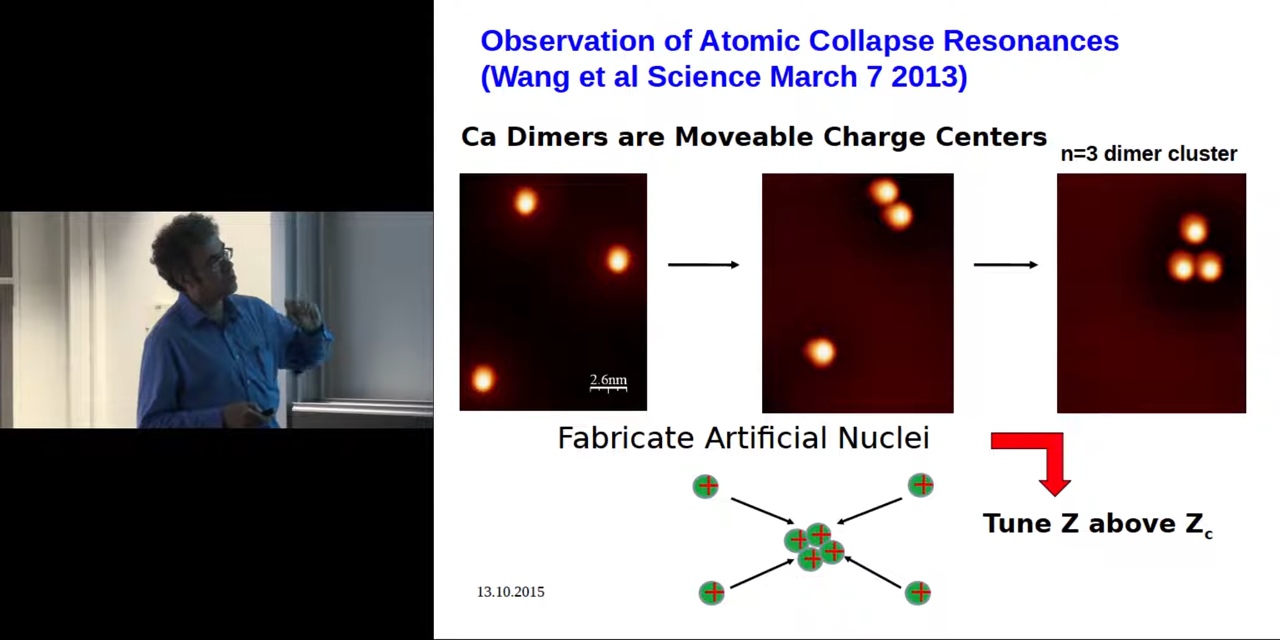 Observation of Atomic Collapse Resonances
(Wang et al Science March 7 2013)
Ca Dimers are Moveable Charge Centers
n=3 dimer cluster
2.6nm
Fabricate Artificial Nuclei
Tune Z above Zc
13.10.2015